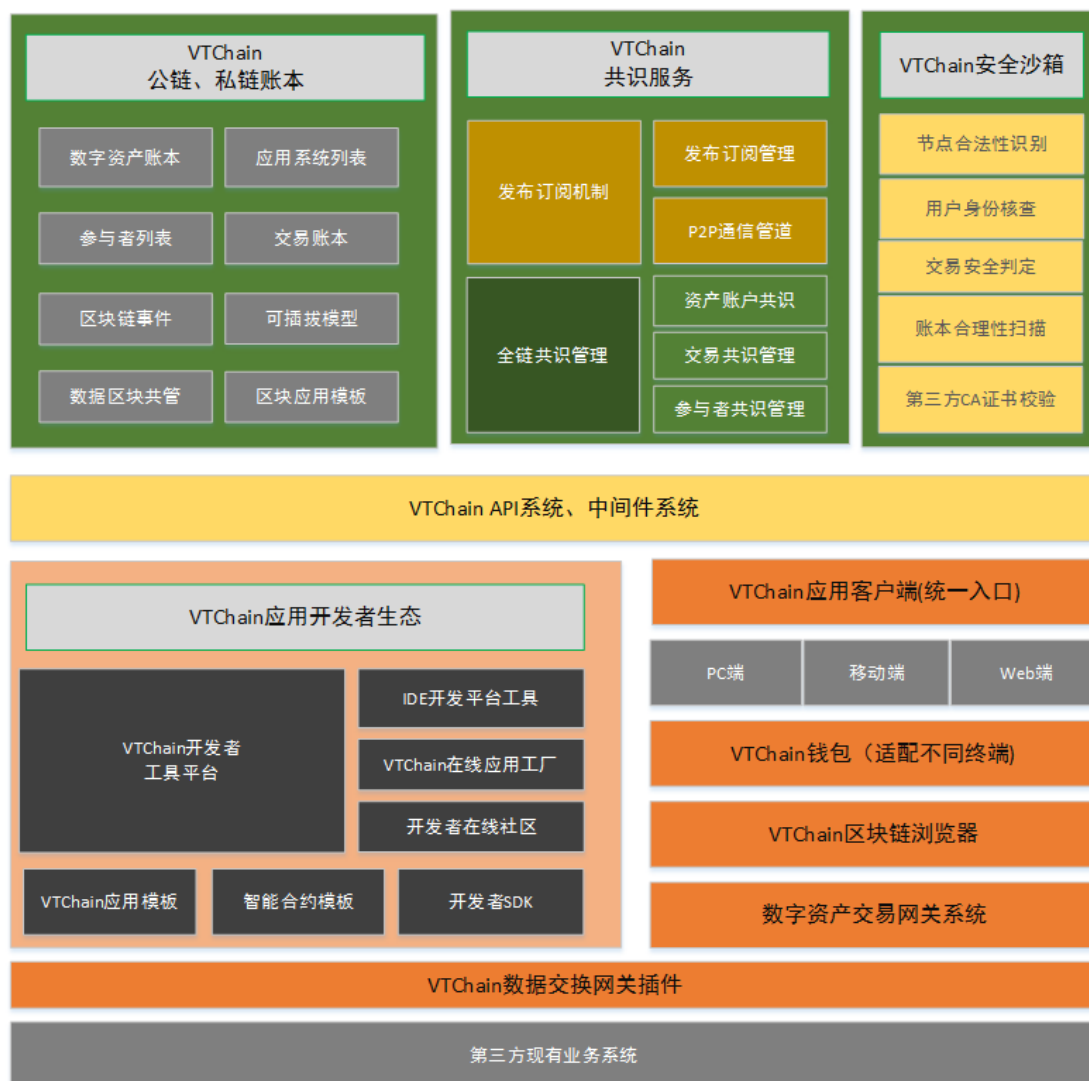 VTChain
公链、私链账本
数字资产账本
应用系统列表
参与者列表
交易账本
区块链事件
可插拔模型
数据区块共管
区块应用模板
VTChain
共识服务
发布订阅机制
发布订阅管理
P2P通信管道
全链共识管理
资产账户共识
交易共识管理
参与者共识管理
VTChain安全沙箱
节点合法性识别
用户身份核查
交易安全判定
账本合理性扫描
第三方CA证书校验
VTChain API系统、中间件系统
VTChain应用开发者生态
VTChain开发者
工具平台
IDE开发平台工具
VTChain在线应用工厂
开发者在线社区
VTChain应用模板
智能合约模板
开发者SDK
VTChain应用客户端(统一入口)
PC端
移动端
Web端
VTChain钱包（适配不同终端)
VTChain区块链浏览器
数字资产交易网关系统
VTChain数据交换网关插件
第三方现有业务系统